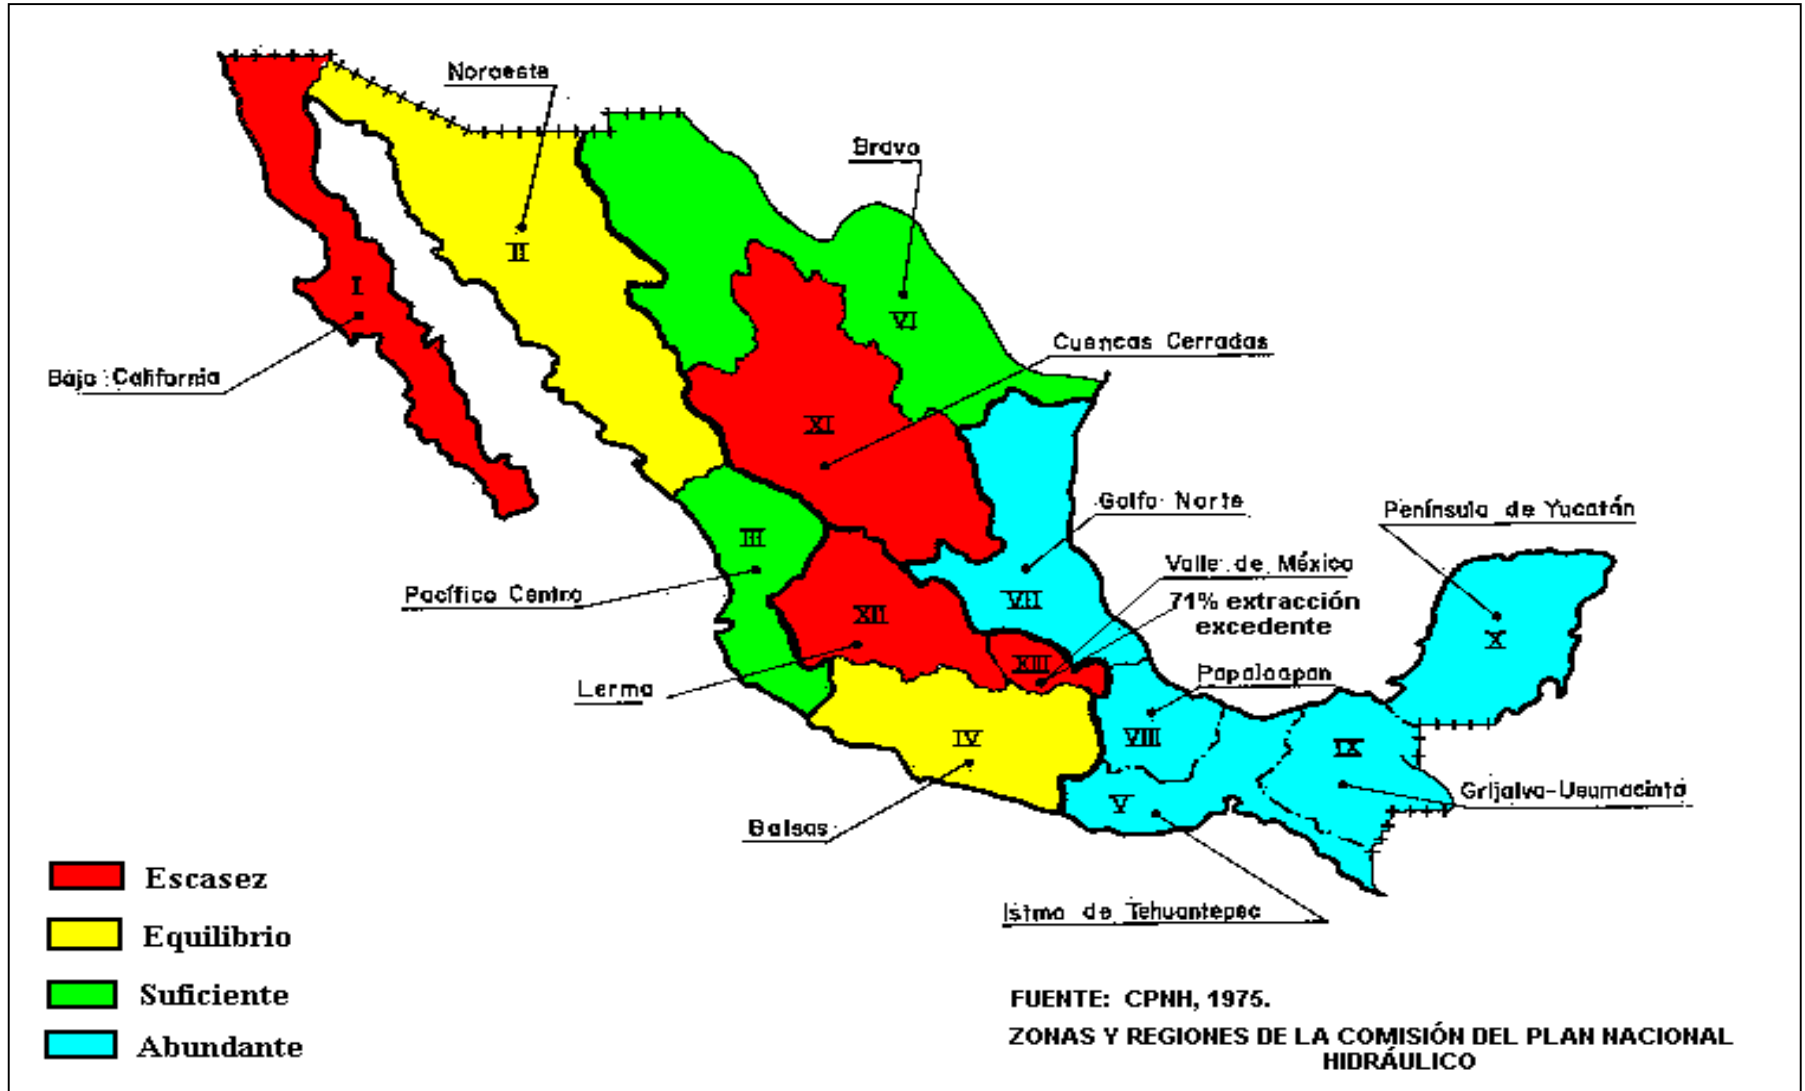 Noroeste
Bravo
II
I
VI
Cuencas Cerradas
Baja California
XI
Golfo Norte
Península de Yucatán
III
Valle de México
71% extracción
excedente
Pacífico Centro
VII
XII
X
XIII
Papaloapan
Lerma
IV
VIII
IX
Grijalva-Usumacinta
V
Balsas
Escasez
Istmo de Tehuantepec
Equilibrio
Suficiente
FUENTE: CPNH, 1975.
Abundante
ZONAS Y REGIONES DE LA COMISIÓN DEL PLAN NACIONAL
HIDRÁULICO